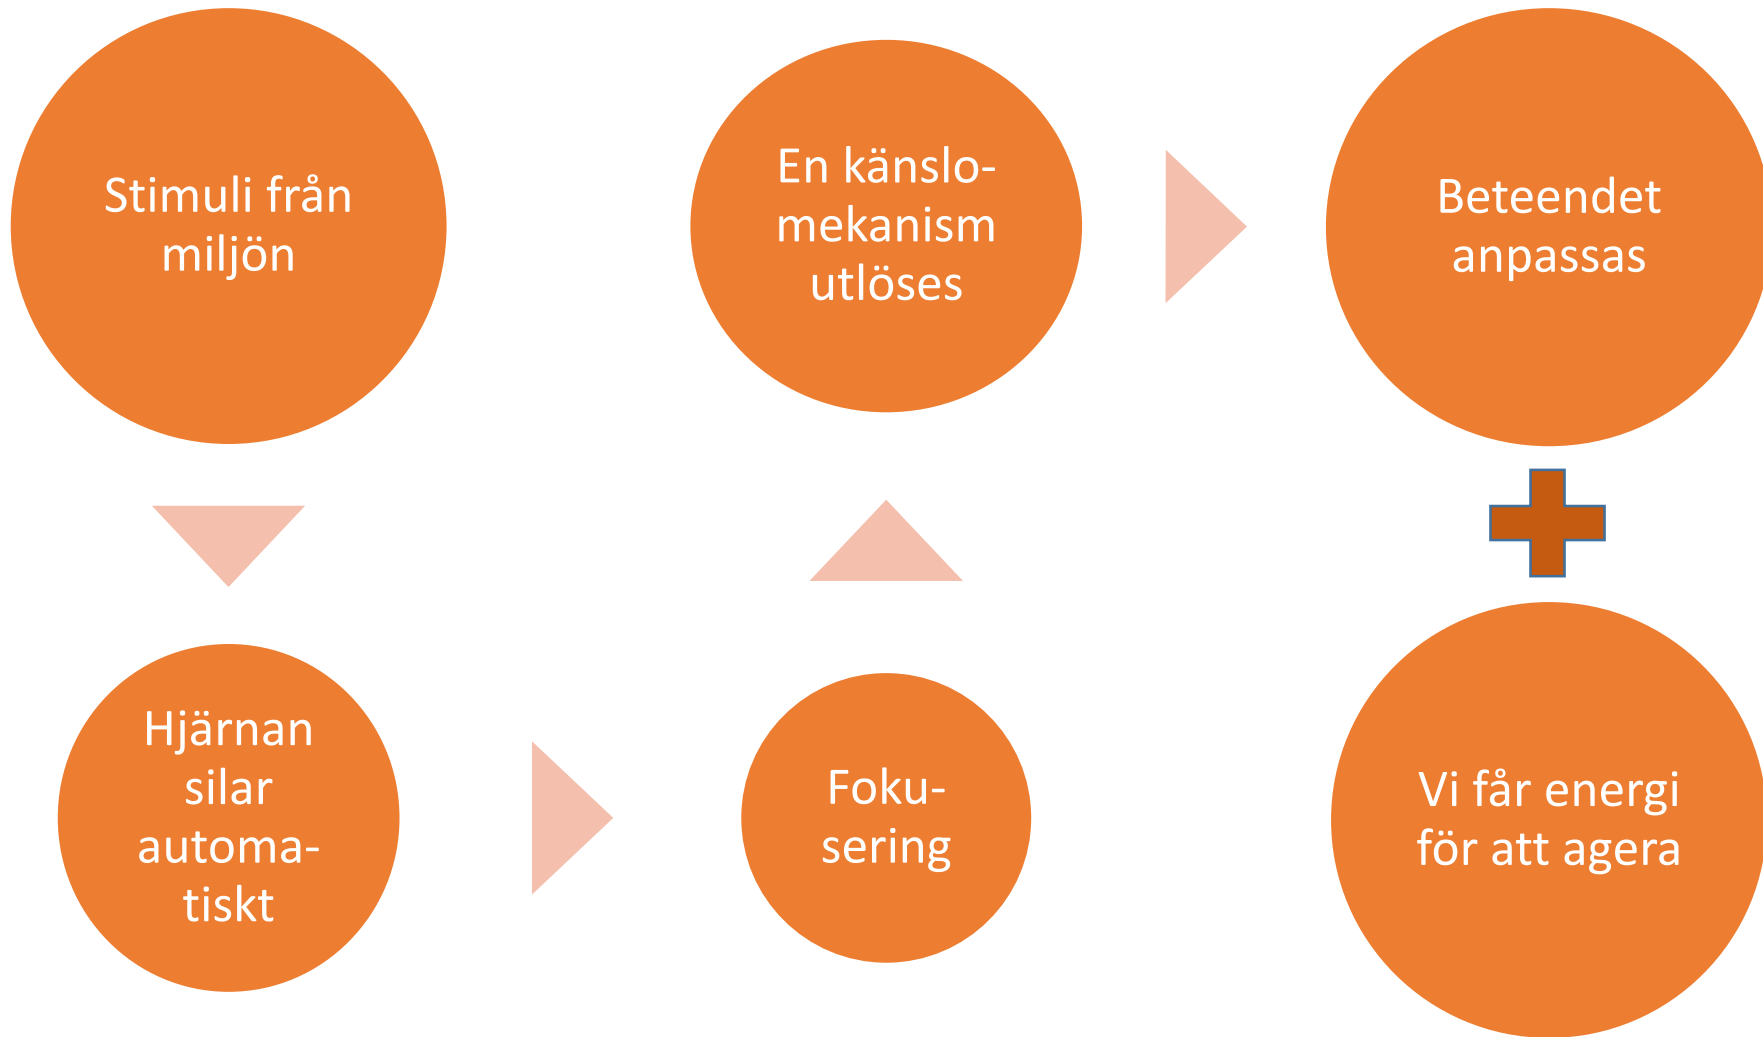 Stimuli från
miljön
Hjärnan
silar
automa-
tiskt
Foku-
sering
En känslo-
mekanism
utlöses
Beteendet
anpassas
Vi får energi
för att agera